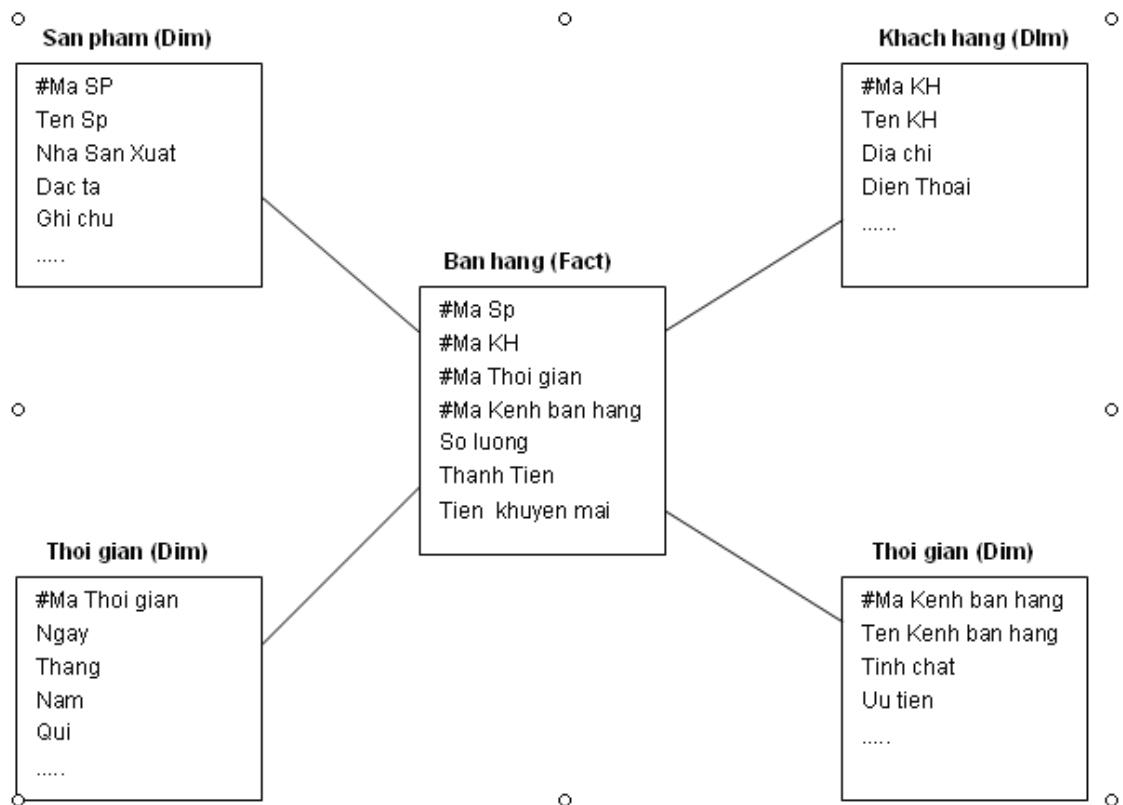 San pham (Dim)
#Ma SP
Ten Sp
Nha San Xuat
Dac ta
Ghi chu
.....
Khach hang (DIm)
#Ma KH
Ten KH
Dia chi
Dien Thoai
......
Ban hang (Fact)
#Ma Sp
#Ma KH
#Ma Thoi gian
#Ma Kenh ban hang
So luong
Thanh Tien
Tien khuyen mai
Thoi gian (Dim)
#Ma Thoi gian
Ngay
Thang
Nam
Qui
.....
Thoi gian (Dim)
#Ma Kenh ban hang
Ten Kenh ban hang
Tinh chat
Uu tien
.....